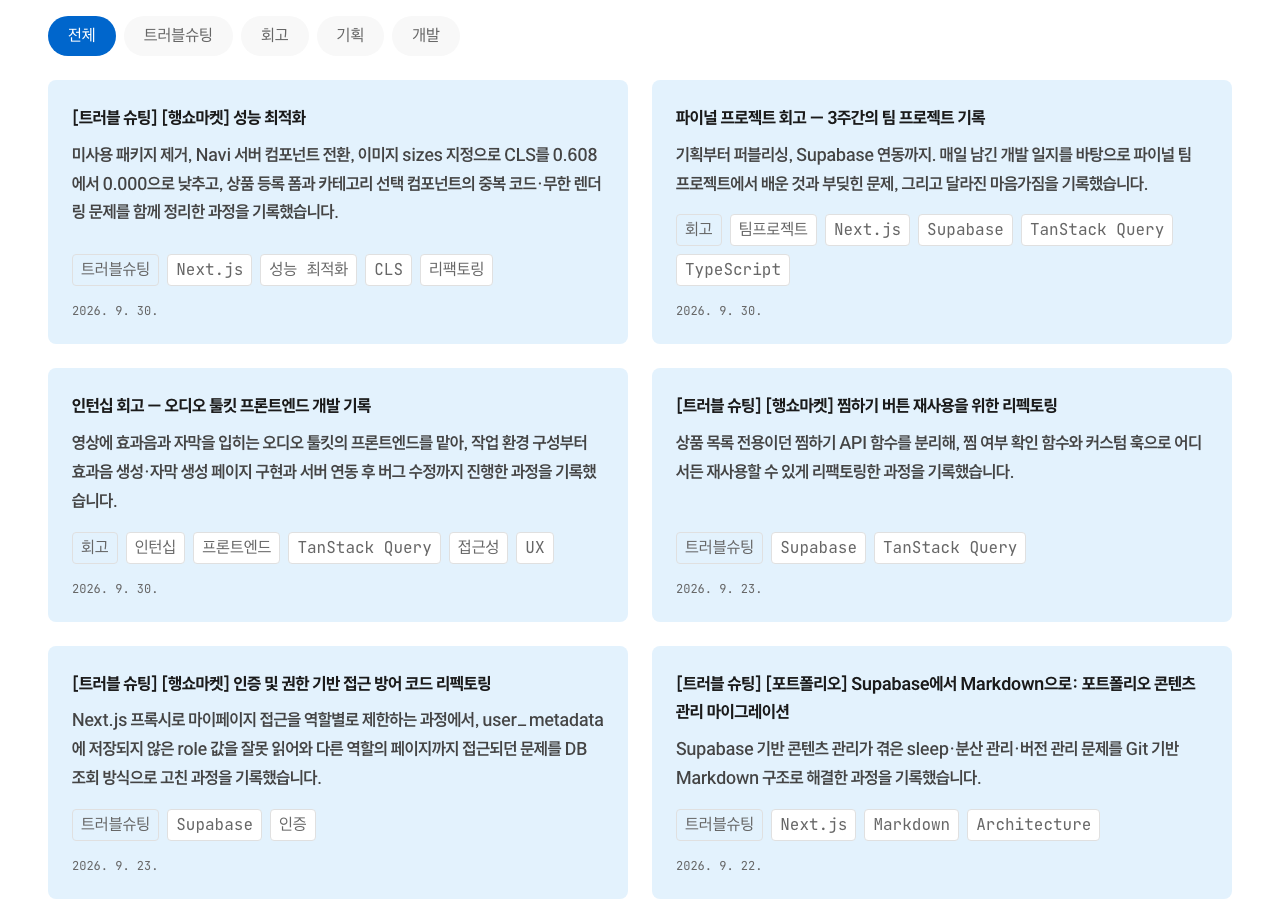 전체 트러블슈팅 회고 기획 개발
[트러블 슈팅] [행쇼마켓] 성능 최적화
미사용 패키지 제거, Navi 서버 컴포넌트 전환, 이미지 sizes 지정으로 CLS를 0.608
에서 0.000으로 낮추고, 상품 등록 폼과 카테고리 선택 컴포넌트의 중복 코드·무한 렌더
링 문제를 함께 정리한 과정을 기록했습니다.
트러블슈팅 Next.js 성능 최적화 CLS 리팩토링
2026. 9. 30.
파이널 프로젝트 회고 — 3주간의 팀 프로젝트 기록
기획부터 퍼블리싱, Supabase 연동까지. 매일 남긴 개발 일지를 바탕으로 파이널 팀
프로젝트에서 배운 것과 부딪힌 문제, 그리고 달라진 마음가짐을 기록했습니다.
회고 팀프로젝트 Next.js Supabase TanStack Query
TypeScript
2026. 9. 30.
인턴십 회고 — 오디오 툴킷 프론트엔드 개발 기록
영상에 효과음과 자막을 입히는 오디오 툴킷의 프론트엔드를 맡아, 작업 환경 구성부터
효과음 생성·자막 생성 페이지 구현과 서버 연동 후 버그 수정까지 진행한 과정을 기록했
습니다.
회고 인턴십 프론트엔드 TanStack Query 접근성 UX
2026. 9. 30.
[트러블 슈팅] [행쇼마켓] 찜하기 버튼 재사용을 위한 리펙토링
상품 목록 전용이던 찜하기 API 함수를 분리해, 찜 여부 확인 함수와 커스텀 훅으로 어디
서든 재사용할 수 있게 리팩토링한 과정을 기록했습니다.
트러블슈팅 Supabase TanStack Query
2026. 9. 23.
[트러블 슈팅] [행쇼마켓] 인증 및 권한 기반 접근 방어 코드 리펙토링
Next.js 프록시로 마이페이지 접근을 역할별로 제한하는 과정에서, user_metadata
에 저장되지 않은 role 값을 잘못 읽어와 다른 역할의 페이지까지 접근되던 문제를 DB
조회 방식으로 고친 과정을 기록했습니다.
트러블슈팅 Supabase 인증
2026. 9. 23.
[트러블 슈팅] [포트폴리오] Supabase에서 Markdown으로: 포트폴리오 콘텐츠
관리 마이그레이션
Supabase 기반 콘텐츠 관리가 겪은 sleep·분산 관리·버전 관리 문제를 Git 기반
Markdown 구조로 해결한 과정을 기록했습니다.
트러블슈팅 Next.js Markdown Architecture
2026. 9. 22.